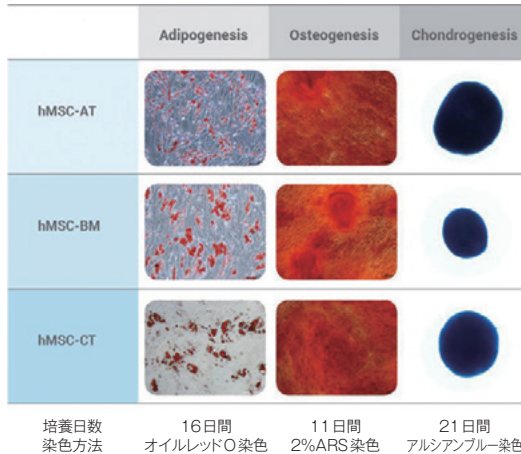 Adipogenesis Osteogenesis Chondrogenesis
hMSC-AT
hMSC-BM
hMSC-CT
培養日数 16日間 11日間 21日間
染色方法 オイルレッドO染色 2%ARS染色 アルシアンブルー染色